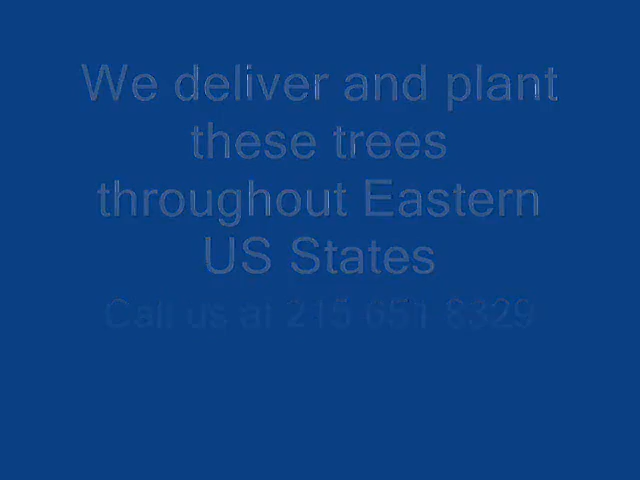 We deliver and plant
these trees
throughout Eastern
US States
Call us at 215 651 8329